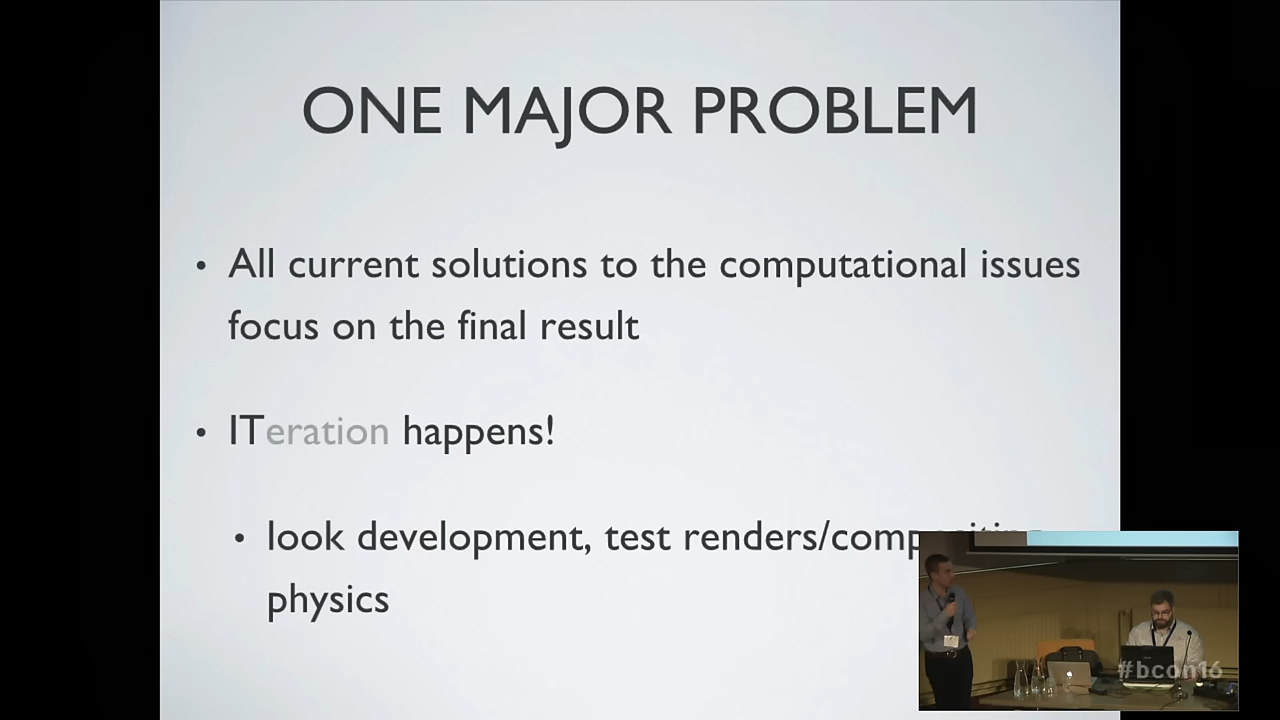 ONE MAJOR PROBLEM
• All current solutions to the computational issues
focus on the final result
• ITeration happens!
• look development, test renders/compositing,
physics
#bcon16